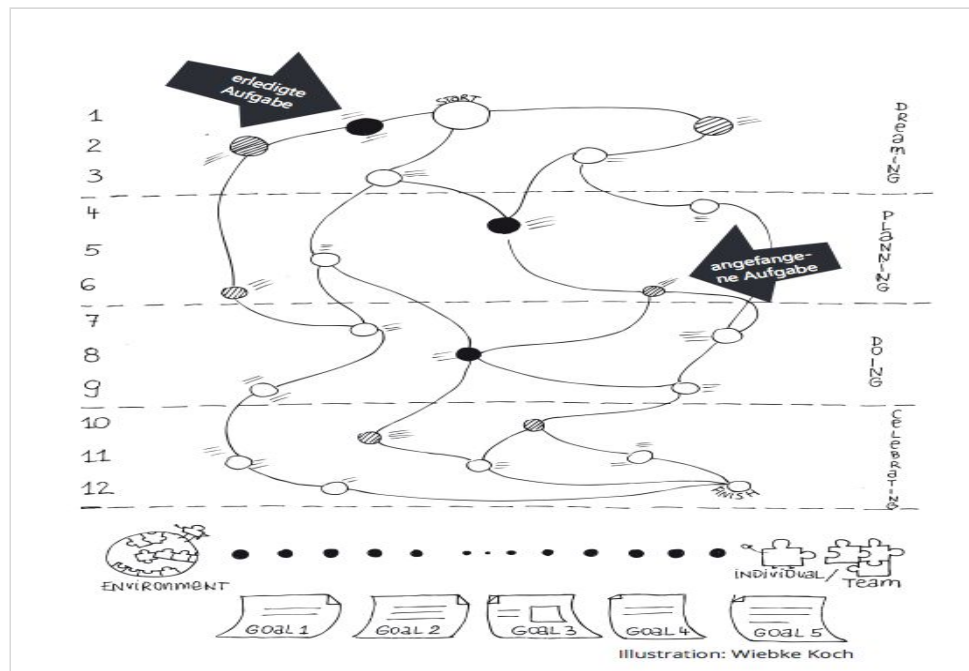 erledigte
Aufgabe
START
1
2
3
DREAMING
4
5
6
PLANNING
angefange-
ne Aufgabe
7
8
9
DOING
10
11
12
CELEBRATING
FINISH
ENVIRONMENT
INDIVIDUAL/Team
GOAL 1
GOAL 2
GOAL 3
GOAL 4
GOAL 5
Illustration: Wiebke Koch